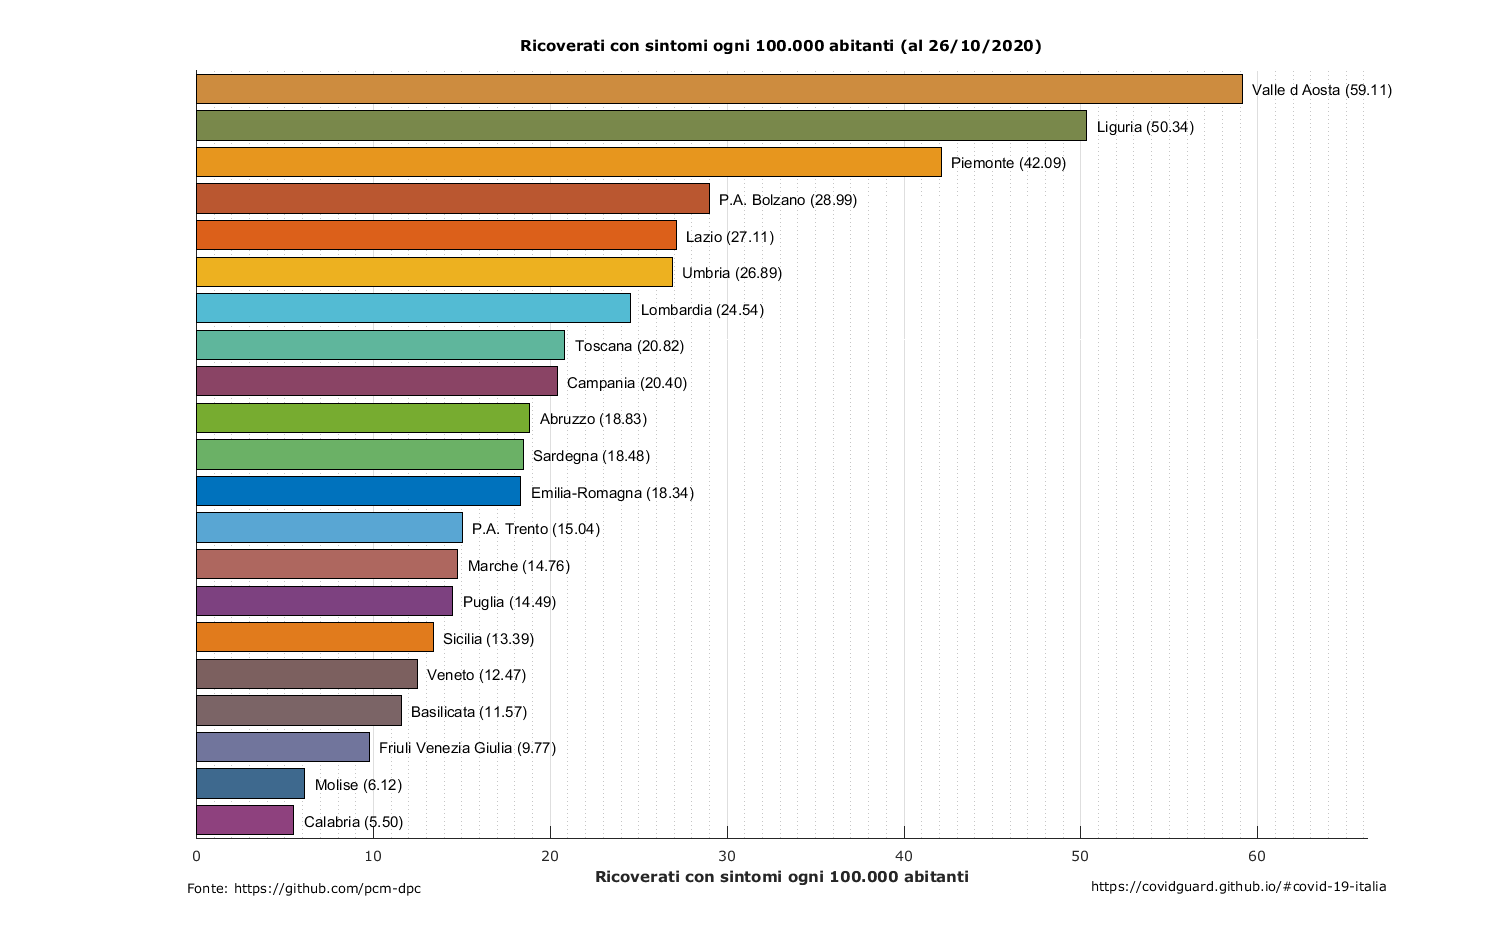 Ricoverati con sintomi ogni 100.000 abitanti (al 26/10/2020)
Valle d Aosta (59.11)
Liguria (50.34)
Piemonte (42.09)
P.A. Bolzano (28.99)
Lazio (27.11)
Umbria (26.89)
Lombardia (24.54)
Toscana (20.82)
Campania (20.40)
Abruzzo (18.83)
Sardegna (18.48)
Emilia-Romagna (18.34)
P.A. Trento (15.04)
Marche (14.76)
Puglia (14.49)
Sicilia (13.39)
Veneto (12.47)
Basilicata (11.57)
Friuli Venezia Giulia (9.77)
Molise (6.12)
Calabria (5.50)
0 10 20 30 40 50 60
Ricoverati con sintomi ogni 100.000 abitanti
Fonte: https://github.com/pcm-dpc
https://covidguard.github.io/#covid-19-italia